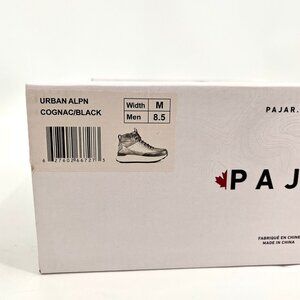 URBAN ALPN
COGNAC/BLACK
Width M
Men 8.5
PAJAR.
PAJ
FABRIQUÉ EN CHINE
MADE IN CHINA